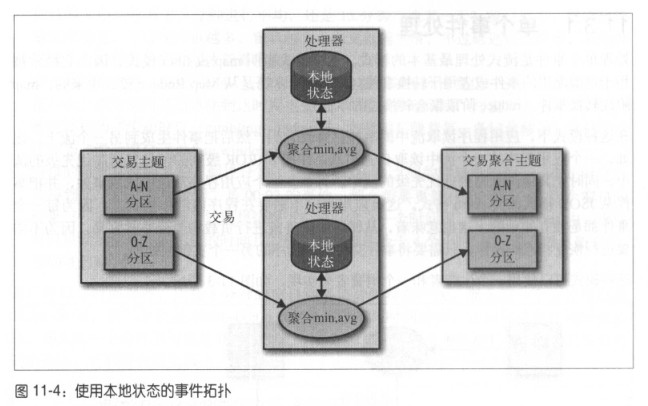 处理器
本地
状态
聚合min,avg
交易主题
A-N
分区
O-Z
分区
交易
处理器
本地
状态
聚合min,avg
交易聚合主题
A-N
分区
O-Z
分区
图 11-4：使用本地状态的事件拓扑